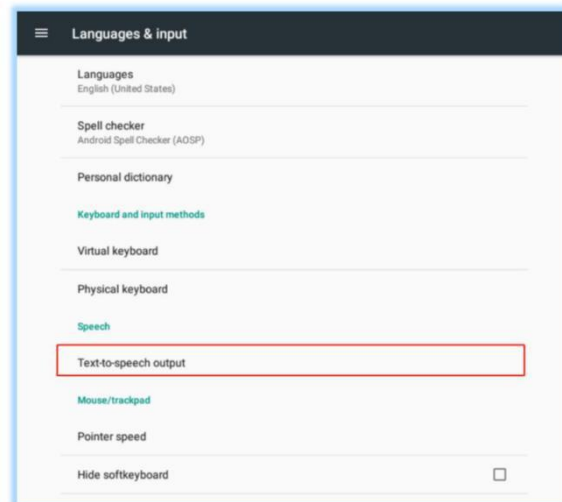 Languages & input
Languages
English (United States)
Spell checker
Android Spell Checker (AOSP)
Personal dictionary
Keyboard and input methods
Virtual keyboard
Physical keyboard
Speech
Text-to-speech output
Mouse/trackpad
Pointer speed
Hide softkeyboard